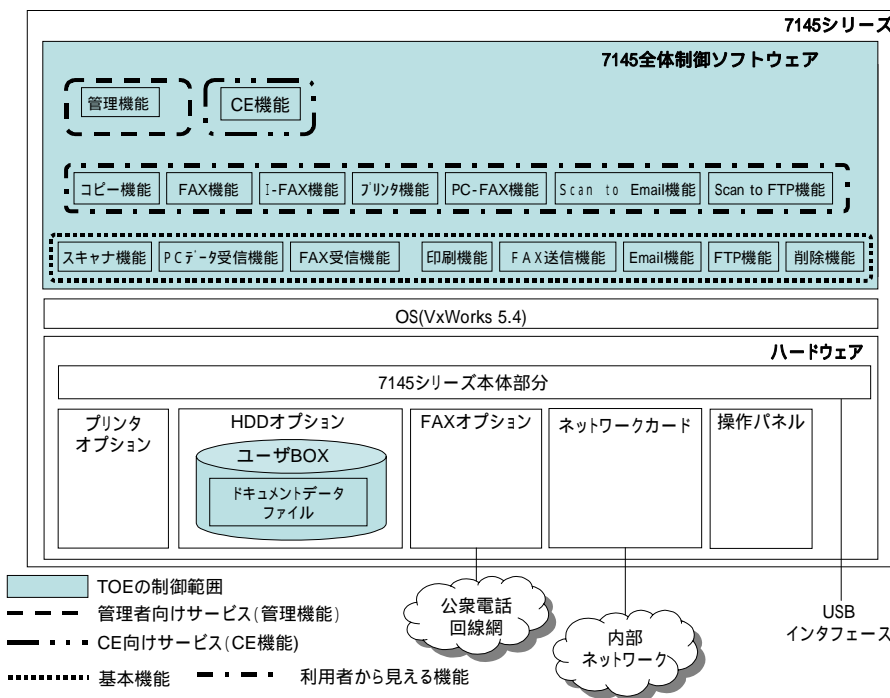 7145シリーズ
7145全体制御ソフトウェア
管理機能
CE機能
コピー機能
FAX機能
I-FAX機能
プリンタ機能
PC-FAX機能
Scan to Email機能
Scan to FTP機能
スキャナ機能
PCデータ受信機能
FAX受信機能
印刷機能
FAX送信機能
Email機能
FTP機能
削除機能
OS(VxWorks 5.4)
ハードウェア
7145シリーズ本体部分
プリンタ
オプション
HDDオプション
ユーザBOX
ドキュメントデータ
ファイル
FAXオプション
ネットワークカード
操作パネル
TOEの制御範囲
管理者向けサービス(管理機能)
CE向けサービス(CE機能)
基本機能
利用者から見える機能
公衆電話
回線網
内部
ネットワーク
USB
インタフェース